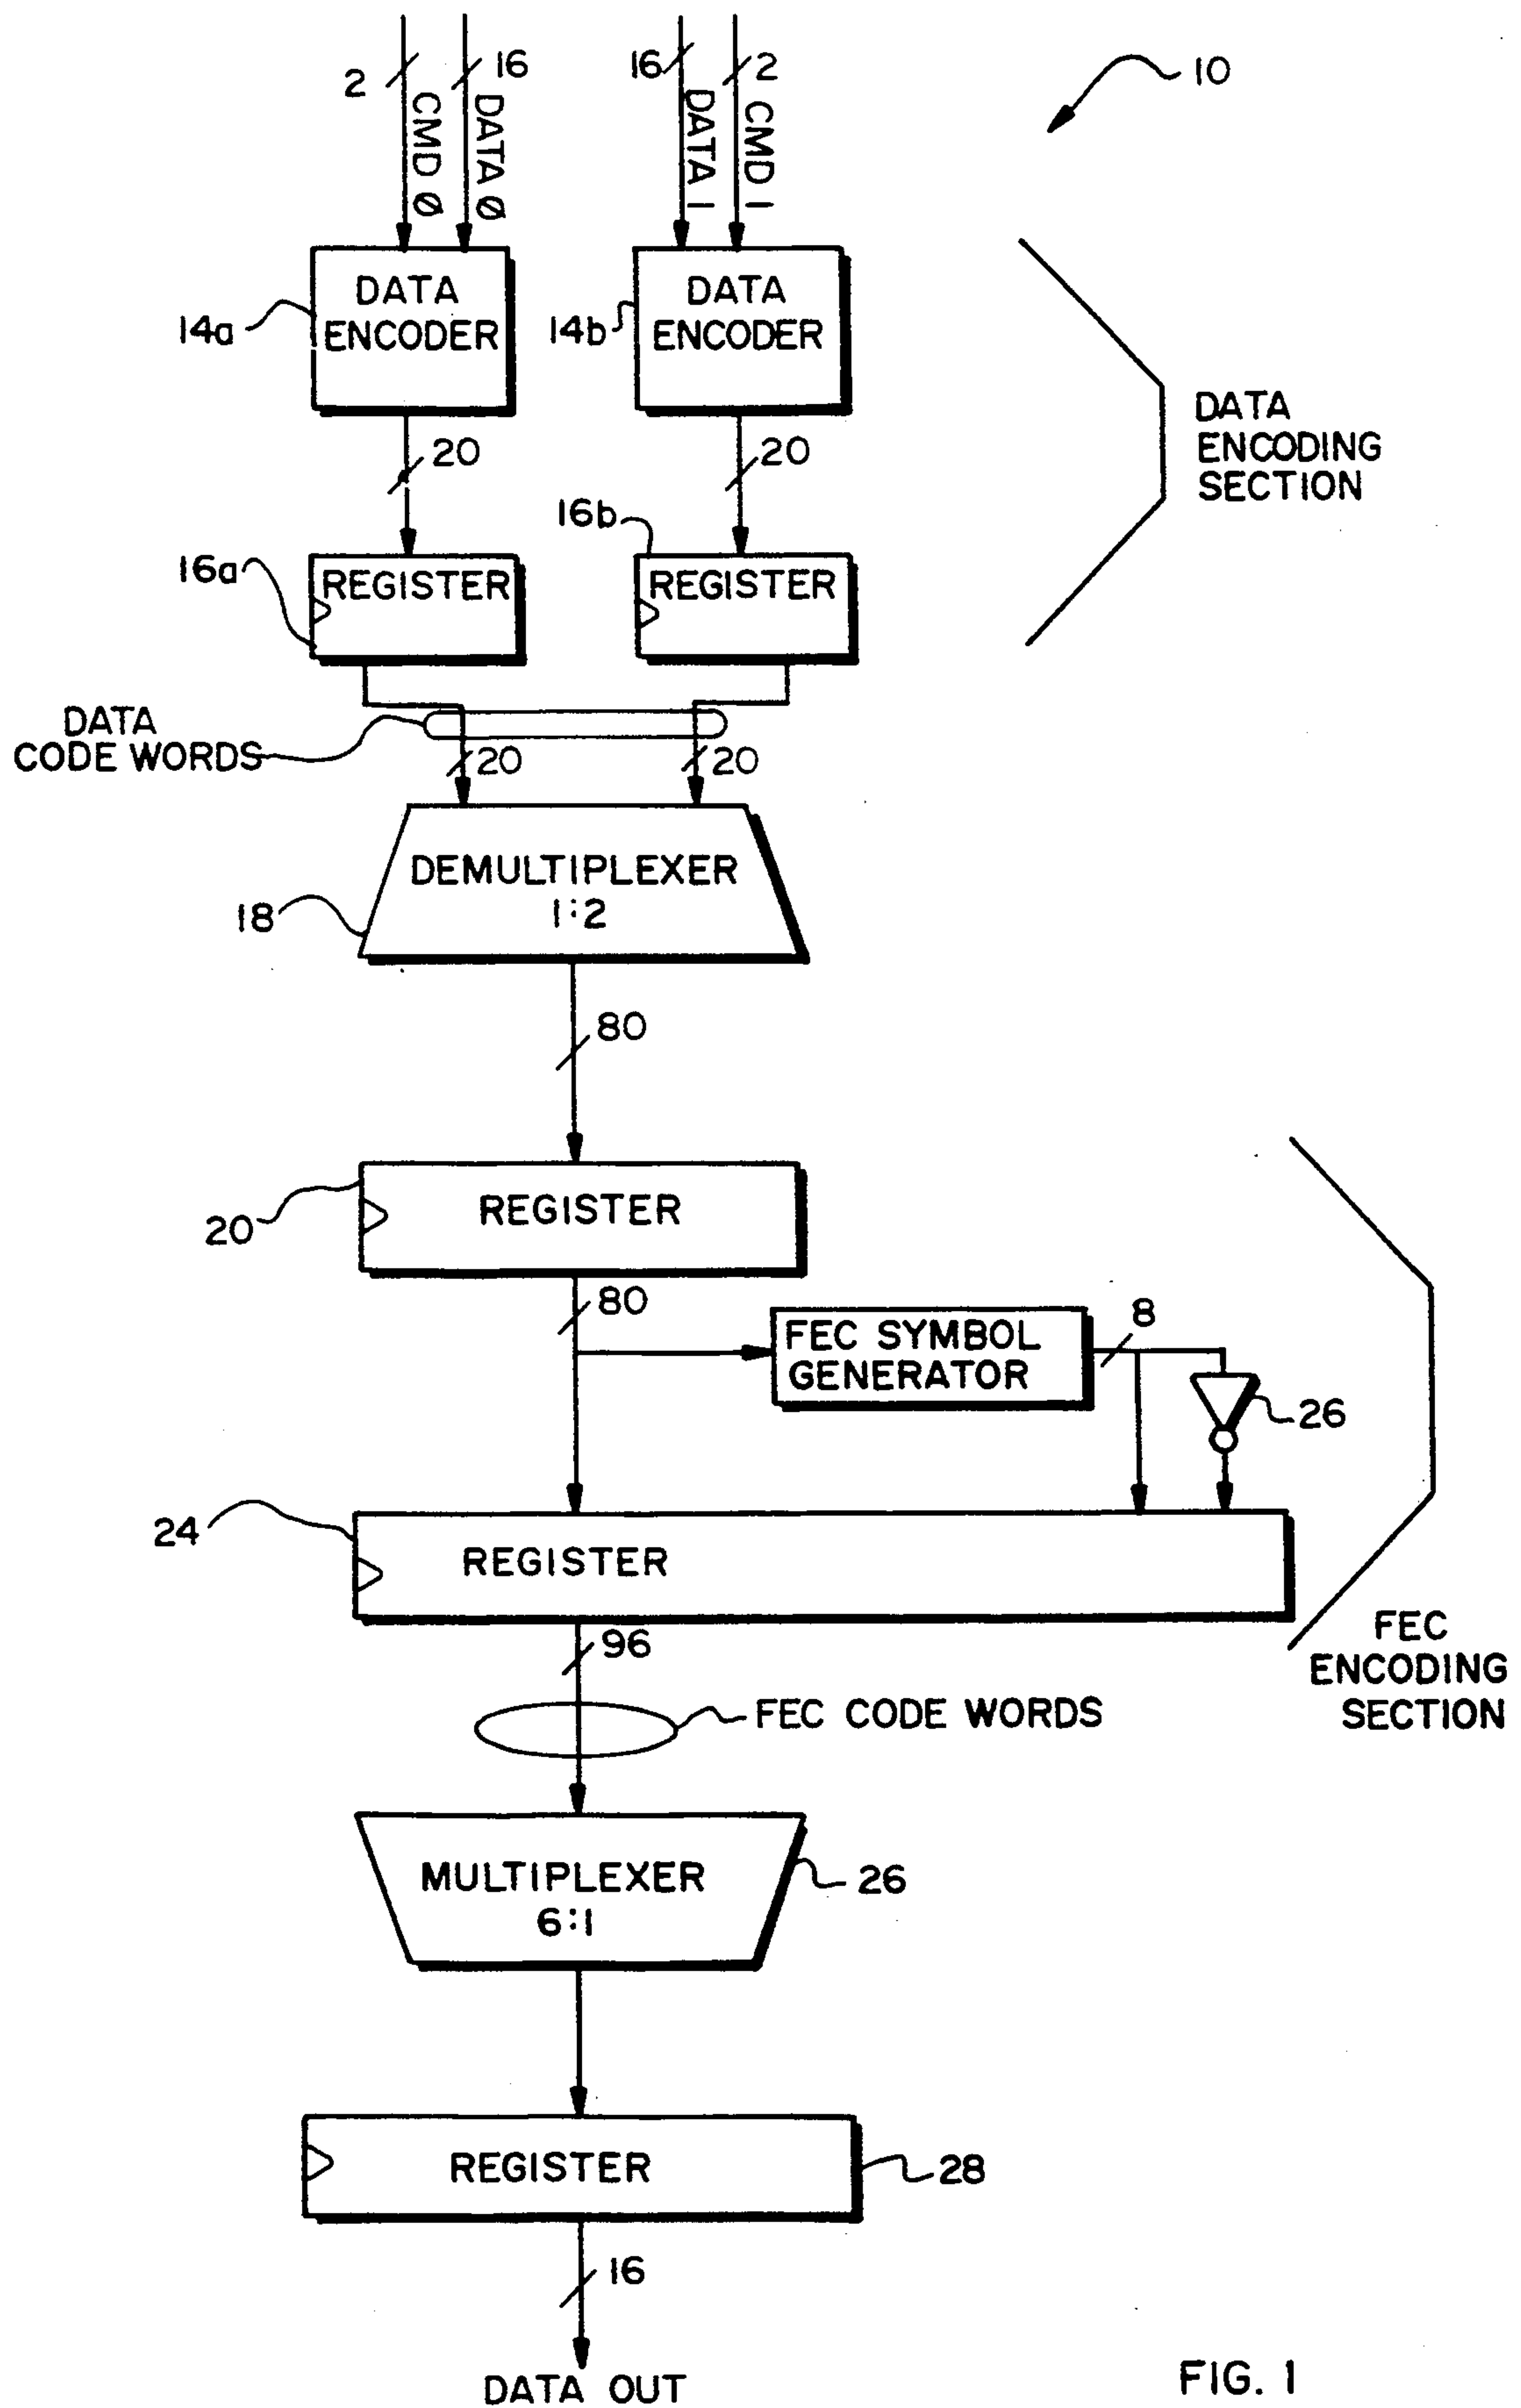 2
16
16
2
10
CMD 0
DATA 0
DATA 1
CMD 1
DATA
ENCODER
DATA
ENCODER
14a
14b
DATA
ENCODING
SECTION
20
20
16a
16b
REGISTER
REGISTER
DATA
CODE WORDS
20
20
DEMULTIPLEXER
1:2
18
80
20
REGISTER
80
FEC SYMBOL
GENERATOR
8
26
24
REGISTER
96
FEC
ENCODING
SECTION
FEC CODE WORDS
MULTIPLEXER
6:1
26
REGISTER
28
16
DATA OUT
FIG. 1